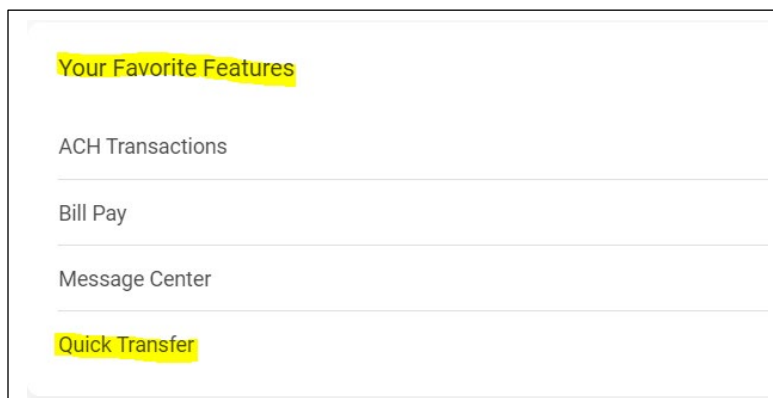 Your Favorite Features
ACH Transactions
Bill Pay
Message Center
Quick Transfer